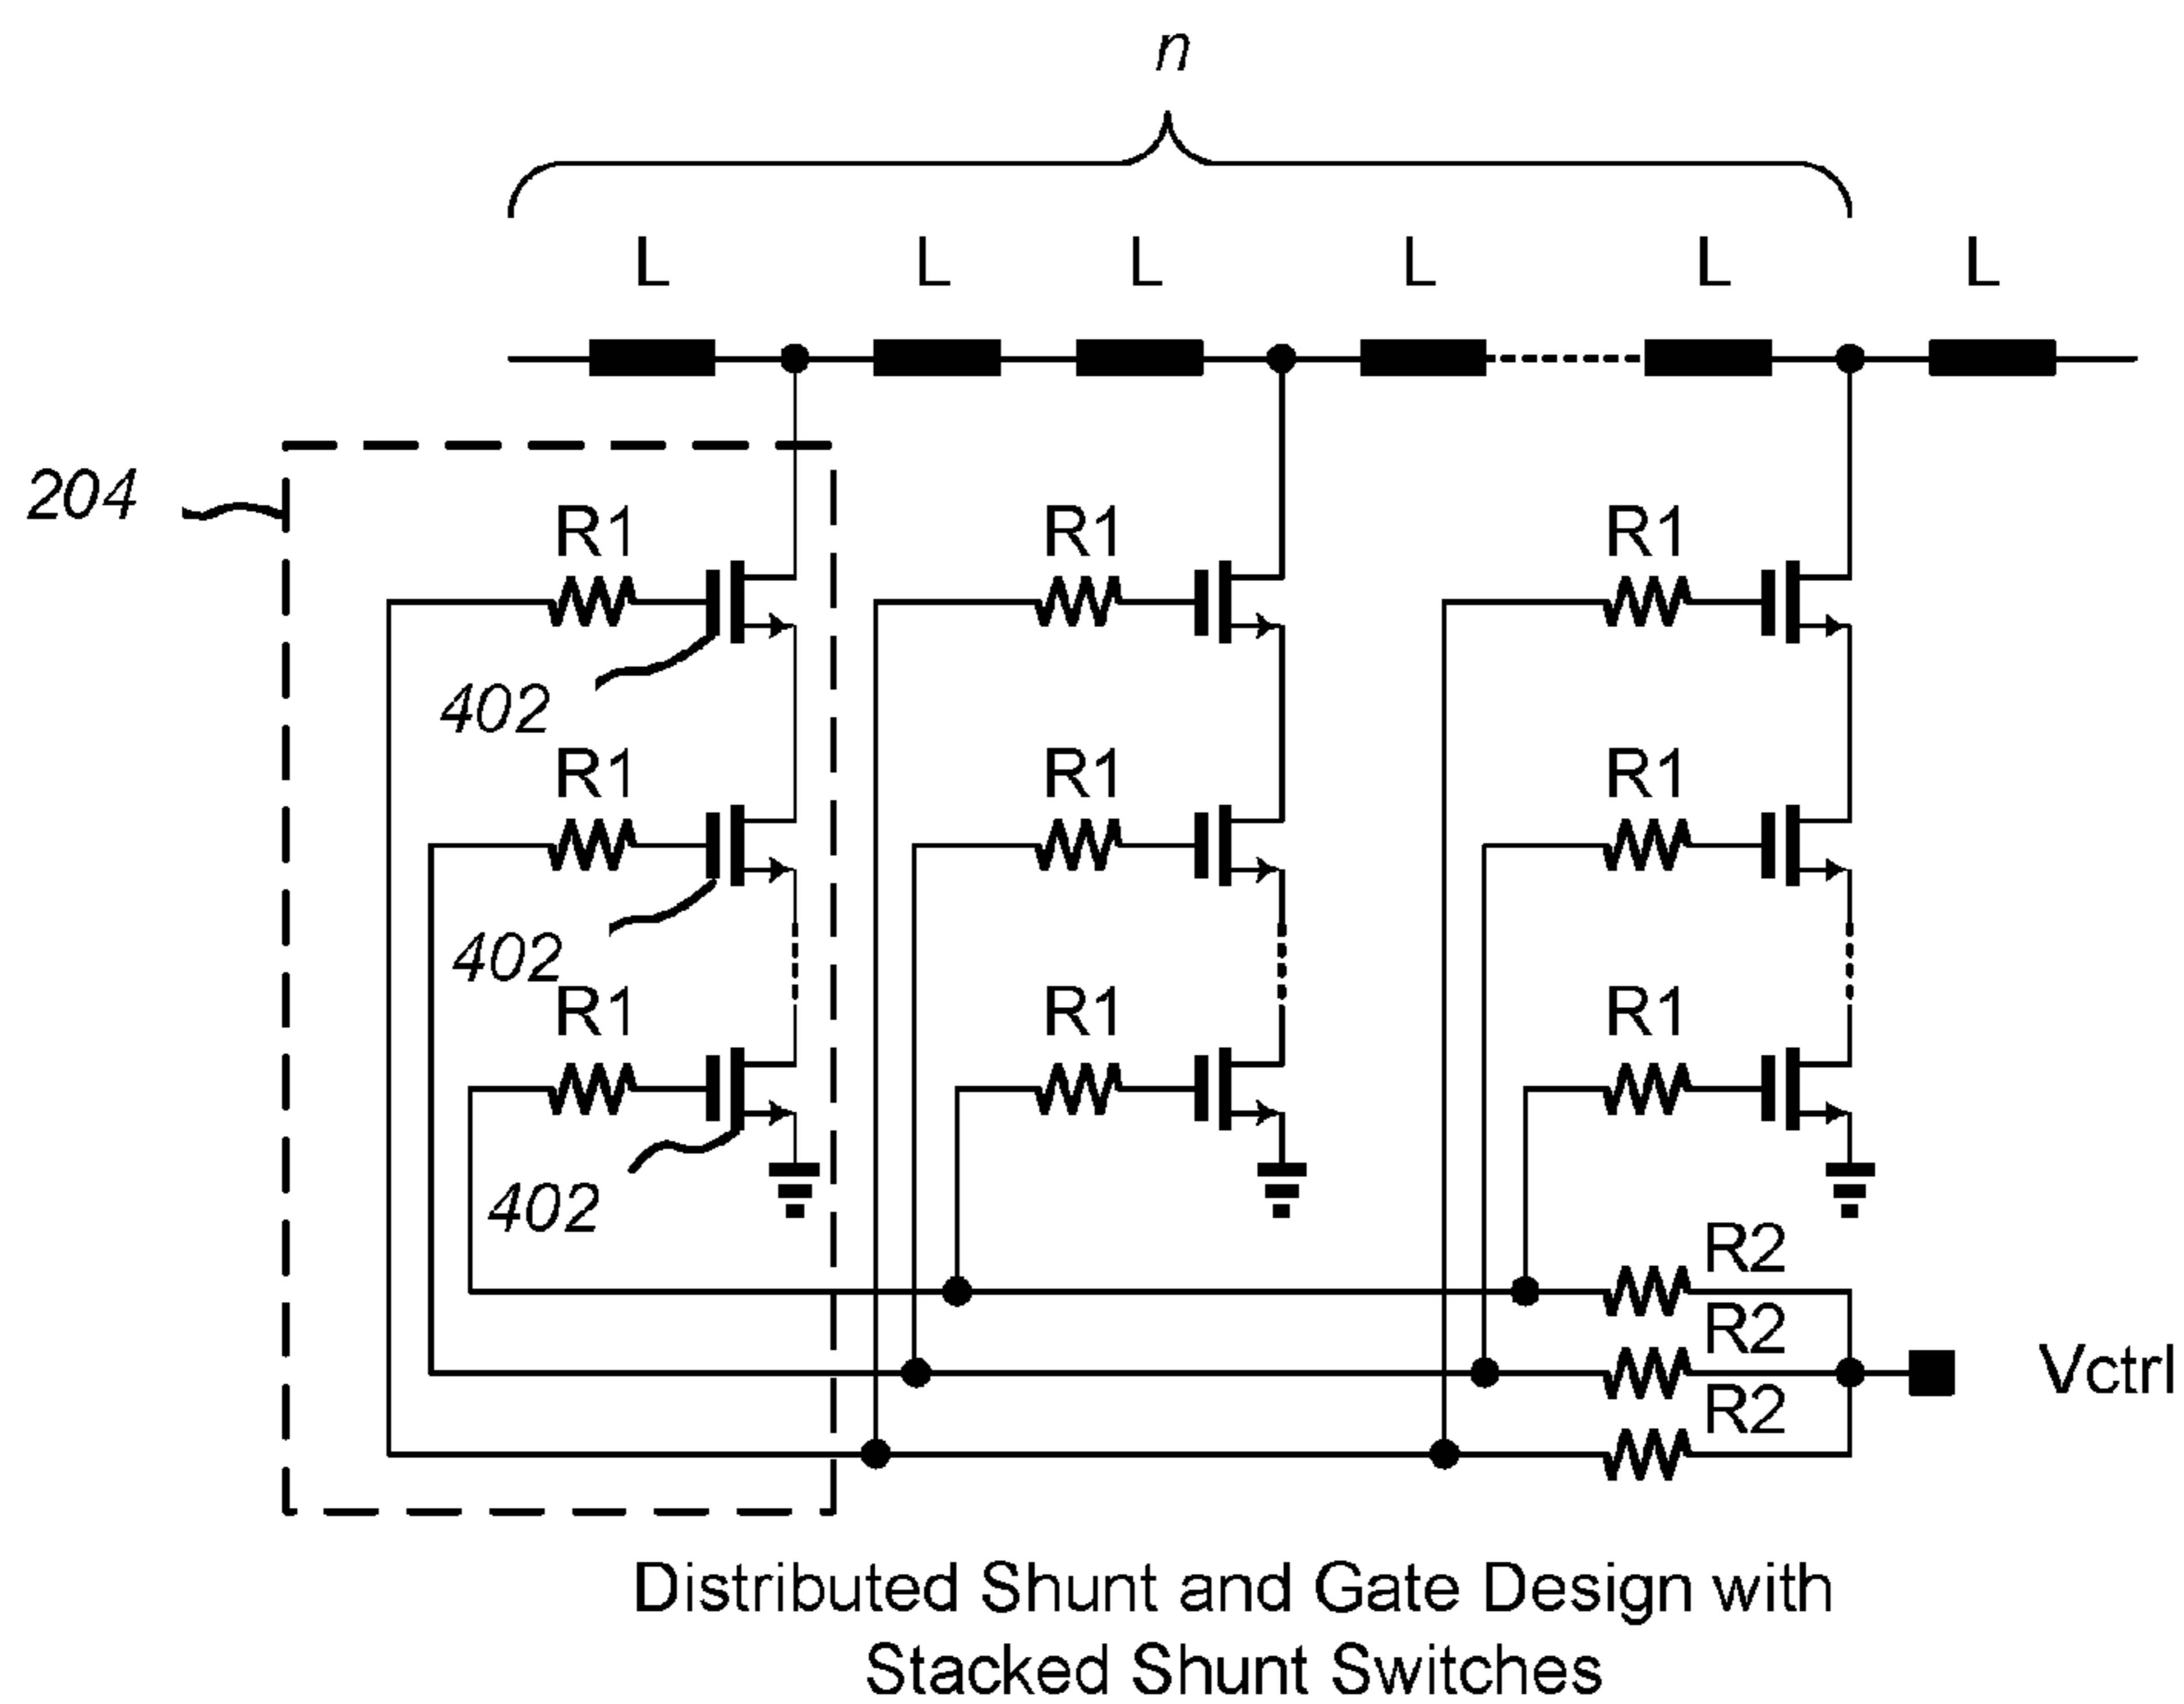 n
L L L L L L
204
R1 R1 R1
402
R1 R1 R1
402
R1 R1 R1
402
R2
R2
Vctrl
R2
Distributed Shunt and Gate Design with
Stacked Shunt Switches